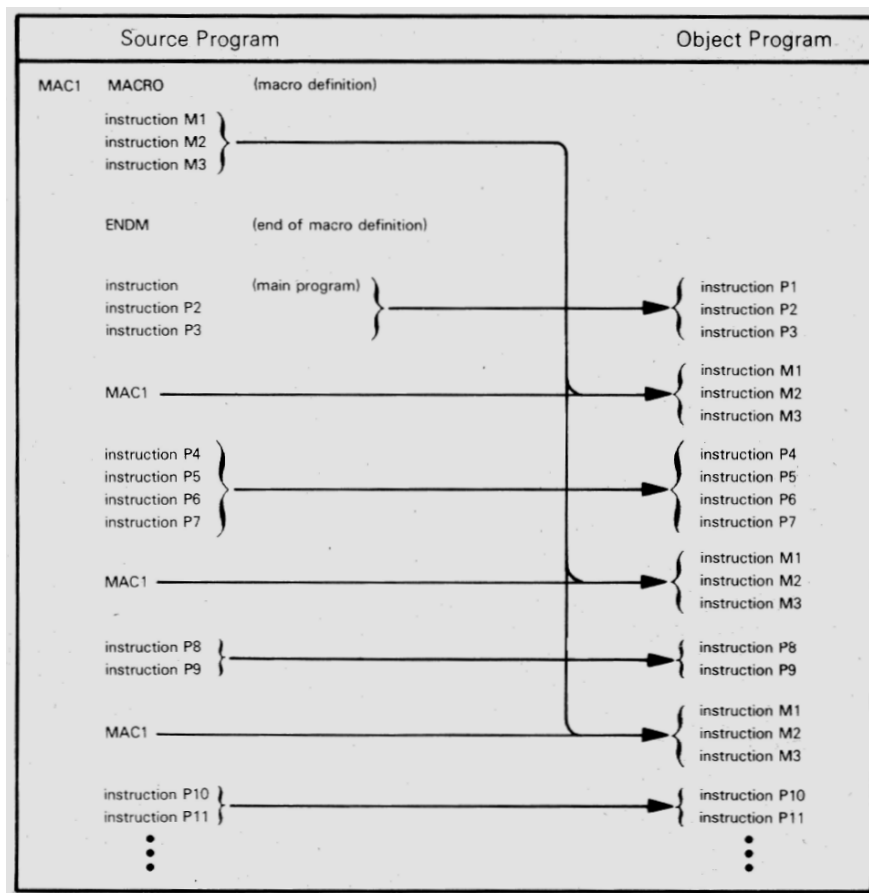 Source Program Object Program
MAC1 MACRO (macro definition)
instruction M1
instruction M2
instruction M3
ENDM (end of macro definition)
instruction (main program) instruction P1
instruction P2 instruction P2
instruction P3 instruction P3
instruction M1
MAC1 instruction M2
instruction M3
instruction P4 instruction P4
instruction P5 instruction P5
instruction P6 instruction P6
instruction P7 instruction P7
instruction M1
MAC1 instruction M2
instruction M3
instruction P8 instruction P8
instruction P9 instruction P9
instruction M1
MAC1 instruction M2
instruction M3
instruction P10 instruction P10
instruction P11 instruction P11